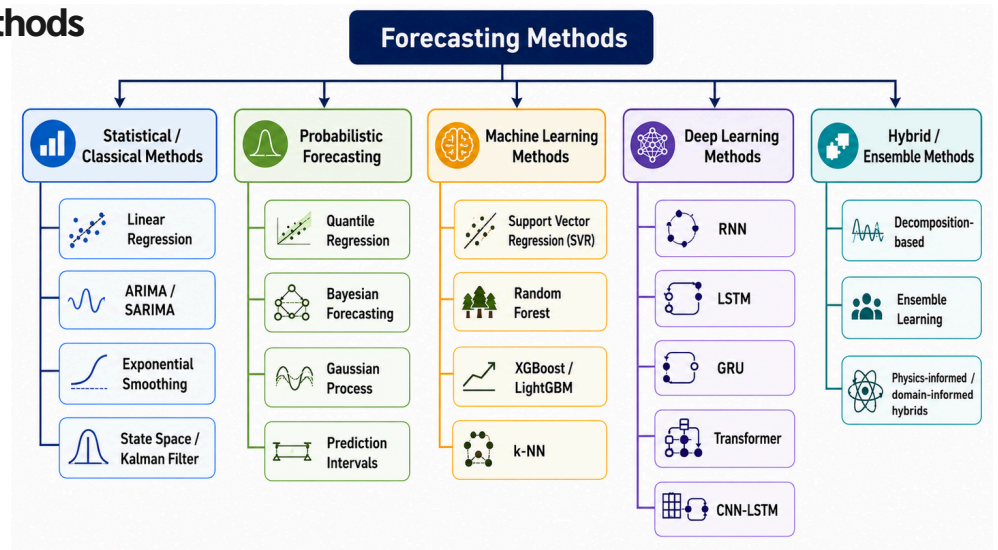 thods
Forecasting Methods
Statistical /
Classical Methods
Linear
Regression
ARIMA /
SARIMA
Exponential
Smoothing
State Space /
Kalman Filter
Probabilistic
Forecasting
Quantile
Regression
Bayesian
Forecasting
Gaussian
Process
Prediction
Intervals
Machine Learning
Methods
Support Vector
Regression (SVR)
Random
Forest
XGBoost /
LightGBM
k-NN
Deep Learning
Methods
RNN
LSTM
GRU
Transformer
CNN-LSTM
Hybrid /
Ensemble Methods
Decomposition-
based
Ensemble
Learning
Physics-informed /
domain-informed
hybrids